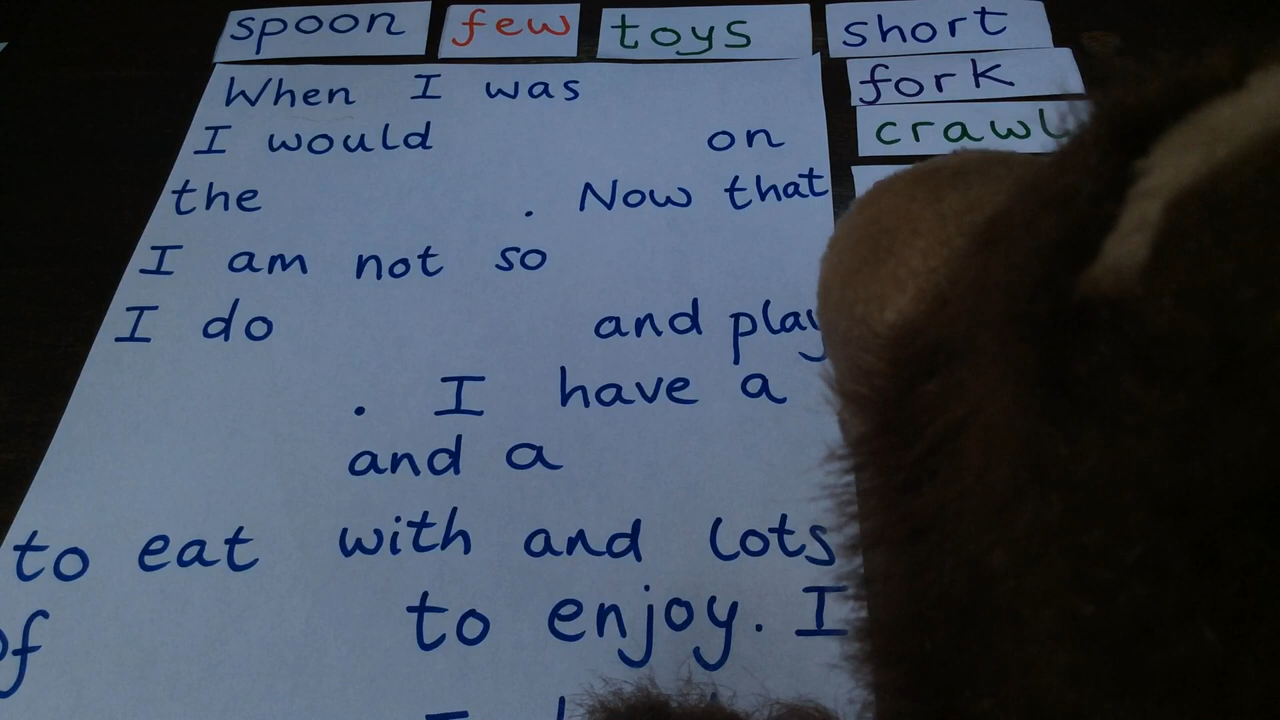 spoon few toys short
fork
crawl
When I was
I would on
the . Now that
I am not so
I do and play
. I have a
and a
to eat with and lots
of to enjoy. I
I